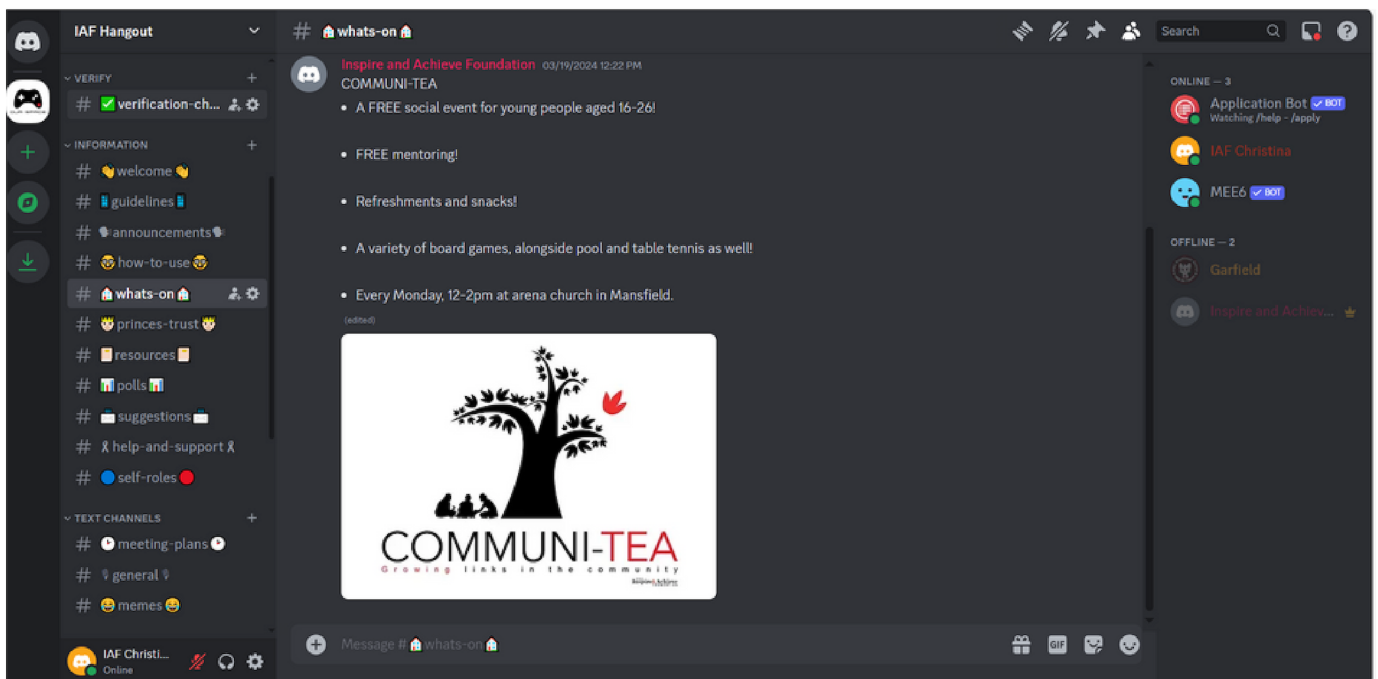 IAF Hangout
VERIFY
# verification-ch...
INFORMATION
# welcome
# guidelines
# announcements
# how-to-use
# whats-on
# princes-trust
# resources
# polls
# suggestions
# help-and-support
# self-roles
TEXT CHANNELS
# meeting-plans
# general
# memes
IAF Christi...
Online
# whats-on
Search
Inspire and Achieve Foundation 03/19/2024 12:22 PM
COMMUNI-TEA
• A FREE social event for young people aged 16-26!
• FREE mentoring!
• Refreshments and snacks!
• A variety of board games, alongside pool and table tennis as well!
• Every Monday, 12-2pm at arena church in Mansfield.
(edited)
COMMUNI-TEA
Growing links in the community
Message # whats-on
GIF
ONLINE — 3
Application Bot BOT
Watching /help - /apply
IAF Christina
MEE6 BOT
OFFLINE — 2
Garfield
Inspire and Achiev...